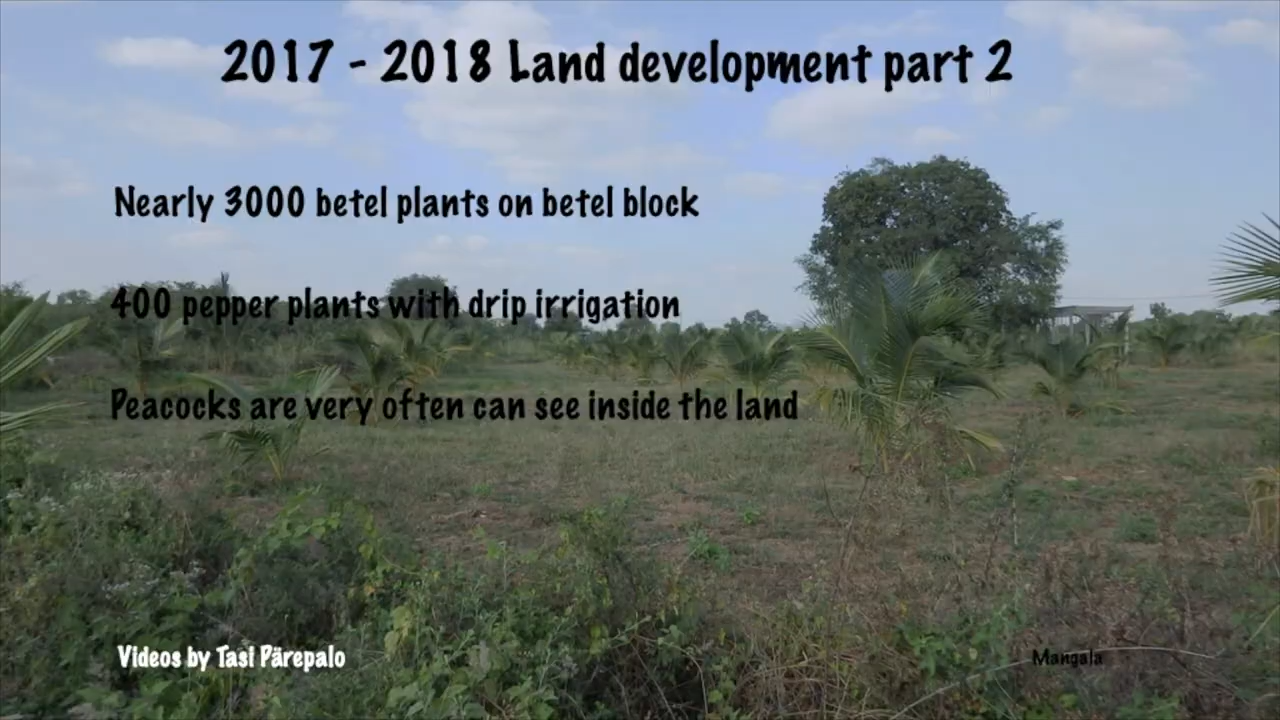 2017 - 2018 Land development part 2
Nearly 3000 betel plants on betel block
400 pepper plants with drip irrigation
Peacocks are very often can see inside the land
Videos by Tasi Pärepalo
Mangala